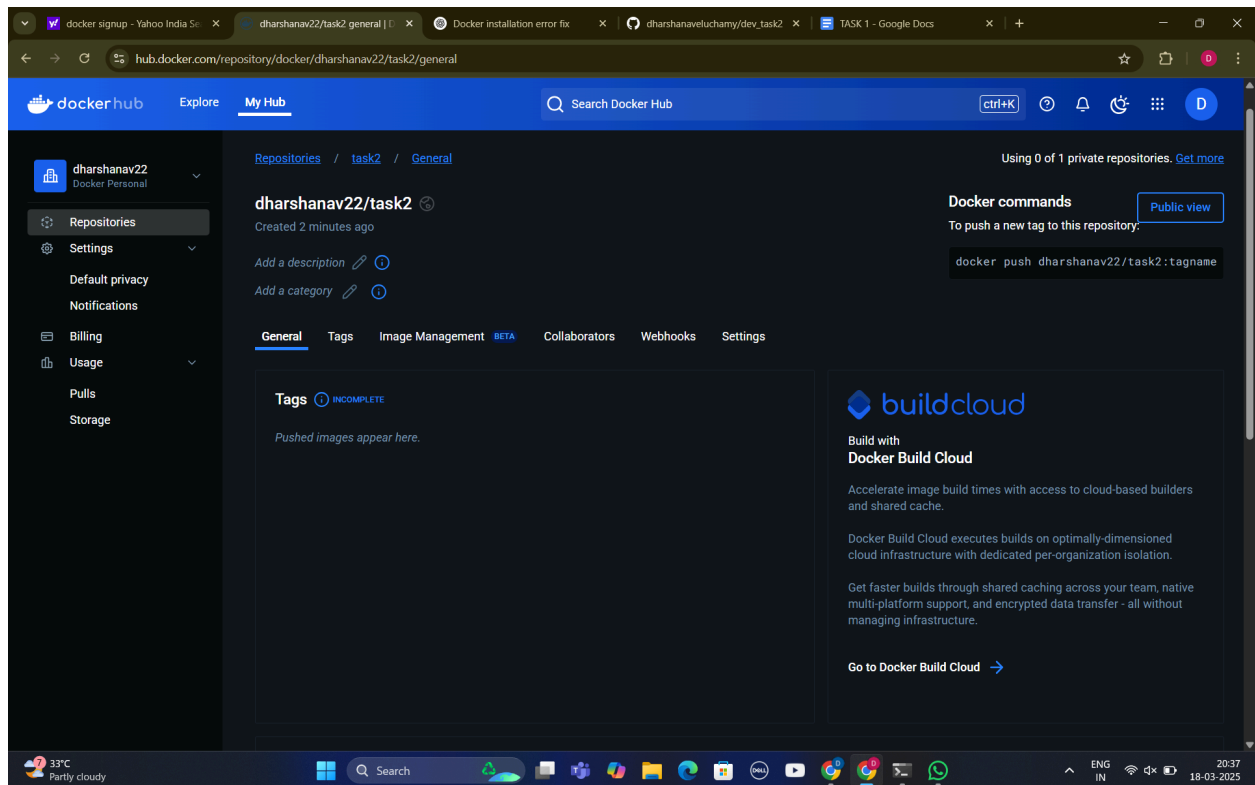 docker signup - Yahoo India Se
dharshanav22/task2 general | D
Docker installation error fix
dharshanaveluchamy/dev_task2
TASK 1 - Google Docs
hub.docker.com/repository/docker/dharshanav22/task2/general
D
dockerhub
Explore
My Hub
Search Docker Hub
ctrl+K
D
dharshanav22
Docker Personal
Repositories
Settings
Default privacy
Notifications
Billing
Usage
Pulls
Storage
Repositories / task2 / General
Using 0 of 1 private repositories. Get more
dharshanav22/task2
Created 2 minutes ago
Add a description
Add a category
Docker commands
Public view
To push a new tag to this repository:
docker push dharshanav22/task2:tagname
General Tags Image Management BETA Collaborators Webhooks Settings
Tags INCOMPLETE
Pushed images appear here.
buildcloud
Build with
Docker Build Cloud
Accelerate image build times with access to cloud-based builders
and shared cache.
Docker Build Cloud executes builds on optimally-dimensioned
cloud infrastructure with dedicated per-organization isolation.
Get faster builds through shared caching across your team, native
multi-platform support, and encrypted data transfer - all without
managing infrastructure.
Go to Docker Build Cloud
7
33°C
Partly cloudy
Search
DELL
D
D
ENG
IN
20:37
18-03-2025